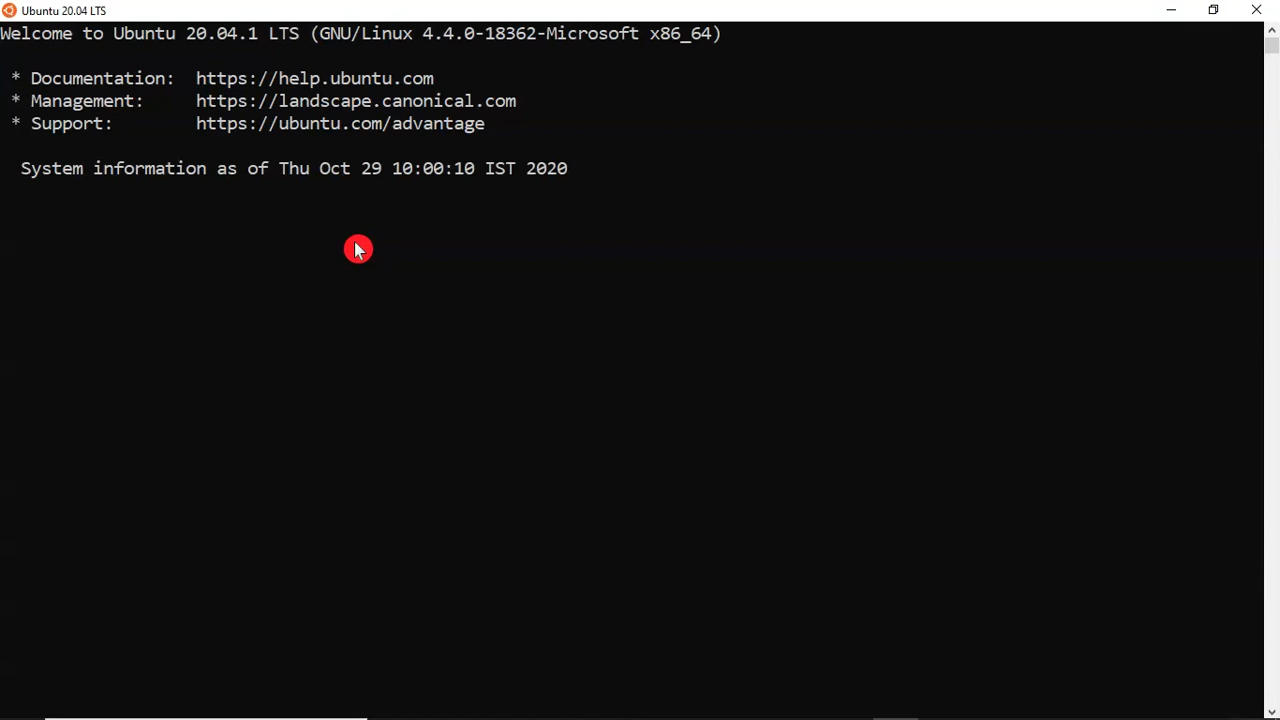 Ubuntu 20.04 LTS
Welcome to Ubuntu 20.04.1 LTS (GNU/Linux 4.4.0-18362-Microsoft x86_64)
* Documentation: https://help.ubuntu.com
* Management: https://landscape.canonical.com
* Support: https://ubuntu.com/advantage
System information as of Thu Oct 29 10:00:10 IST 2020